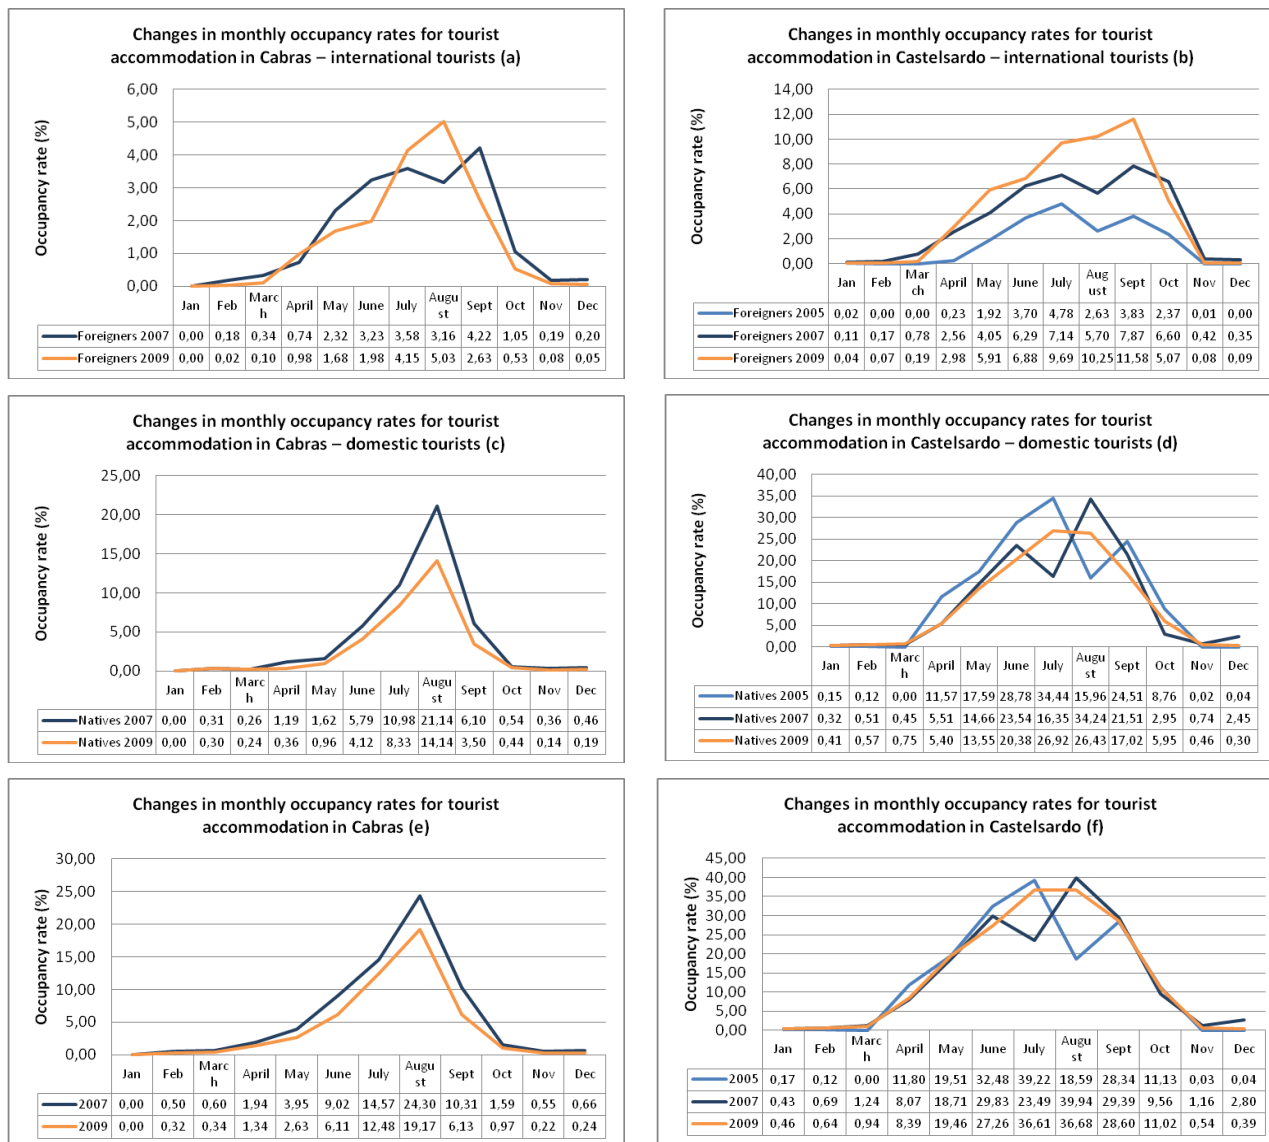 Changes in monthly occupancy rates for tourist
accommodation in Cabras – international tourists (a)
Occupancy rate (%)
6,00
5,00
4,00
3,00
2,00
1,00
0,00
Jan Feb March April May June July August Sept Oct Nov Dec
Foreigners 2007 0,00 0,18 0,34 0,74 2,32 3,23 3,58 3,16 4,22 1,05 0,19 0,20
Foreigners 2009 0,00 0,02 0,10 0,98 1,68 1,98 4,15 5,03 2,63 0,53 0,08 0,05
Changes in monthly occupancy rates for tourist
accommodation in Castelsardo – international tourists (b)
Occupancy rate (%)
14,00
12,00
10,00
8,00
6,00
4,00
2,00
0,00
Jan Feb March April May June July August Sept Oct Nov Dec
Foreigners 2005 0,02 0,00 0,00 0,23 1,92 3,70 4,78 2,63 3,83 2,37 0,01 0,00
Foreigners 2007 0,11 0,17 0,78 2,56 4,05 6,29 7,14 5,70 7,87 6,60 0,42 0,35
Foreigners 2009 0,04 0,07 0,19 2,98 5,91 6,88 9,69 10,25 11,58 5,07 0,08 0,09
Changes in monthly occupancy rates for tourist
accommodation in Cabras – domestic tourists (c)
Occupancy rate (%)
25,00
20,00
15,00
10,00
5,00
0,00
Jan Feb March April May June July August Sept Oct Nov Dec
Natives 2007 0,00 0,31 0,26 1,19 1,62 5,79 10,98 21,14 6,10 0,54 0,36 0,46
Natives 2009 0,00 0,30 0,24 0,36 0,96 4,12 8,33 14,14 3,50 0,44 0,14 0,19
Changes in monthly occupancy rates for tourist
accommodation in Castelsardo – domestic tourists (d)
Occupancy rate (%)
40,00
35,00
30,00
25,00
20,00
15,00
10,00
5,00
0,00
Jan Feb March April May June July August Sept Oct Nov Dec
Natives 2005 0,15 0,12 0,00 11,57 17,59 28,78 34,44 15,96 24,51 8,76 0,02 0,04
Natives 2007 0,32 0,51 0,45 5,51 14,66 23,54 16,35 34,24 21,51 2,95 0,74 2,45
Natives 2009 0,41 0,57 0,75 5,40 13,55 20,38 26,92 26,43 17,02 5,95 0,46 0,30
Changes in monthly occupancy rates for tourist
accommodation in Cabras (e)
Occupancy rate (%)
30,00
25,00
20,00
15,00
10,00
5,00
0,00
Jan Feb March April May June July August Sept Oct Nov Dec
2007 0,00 0,50 0,60 1,94 3,95 9,02 14,57 24,30 10,31 1,59 0,55 0,66
2009 0,00 0,32 0,34 1,34 2,63 6,11 12,48 19,17 6,13 0,97 0,22 0,24
Changes in monthly occupancy rates for tourist
accommodation in Castelsardo (f)
Occupancy rate (%)
45,00
40,00
35,00
30,00
25,00
20,00
15,00
10,00
5,00
0,00
Jan Feb March April May June July August Sept Oct Nov Dec
2005 0,17 0,12 0,00 11,80 19,51 32,48 39,22 18,59 28,34 11,13 0,03 0,04
2007 0,43 0,69 1,24 8,07 18,71 29,83 23,49 39,94 29,39 9,56 1,16 2,80
2009 0,46 0,64 0,94 8,39 19,46 27,26 36,61 36,68 28,60 11,02 0,54 0,39